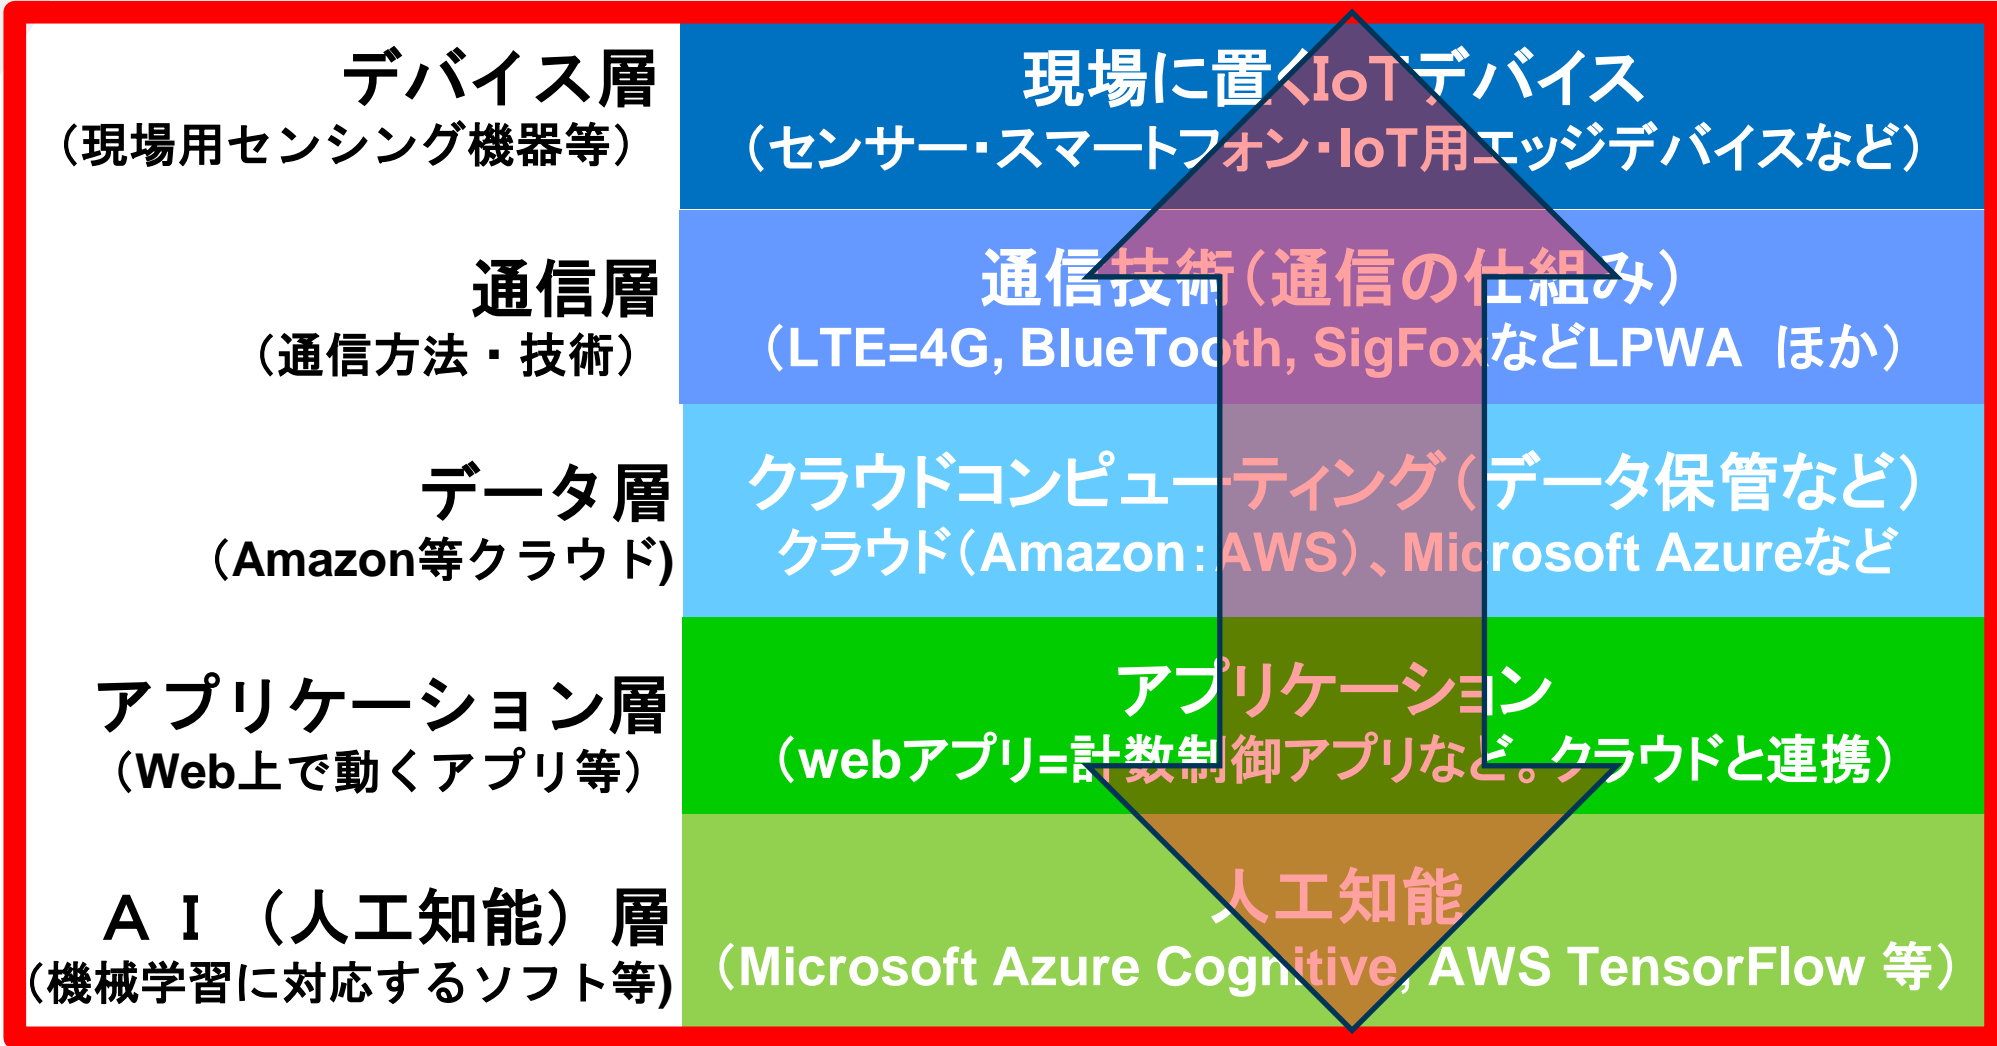 デバイス層
（現場用センシング機器等）
現場に置くIoTデバイス
（センサー・スマートフォン・IoT用エッジデバイスなど）
通信層
（通信方法・技術）
通信技術（通信の仕組み）
（LTE=4G, BlueTooth, SigFoxなどLPWA　ほか）
データ層
（Amazon等クラウド)
クラウドコンピューティング（データ保管など）
クラウド（Amazon：AWS）、Microsoft Azureなど
アプリケーション層
（Web上で動くアプリ等）
アプリケーション
（webアプリ=計数制御アプリなど。クラウドと連携）
ＡＩ（人工知能）層
（機械学習に対応するソフト等)
人工知能
（Microsoft Azure Cognitive, AWS TensorFlow 等）